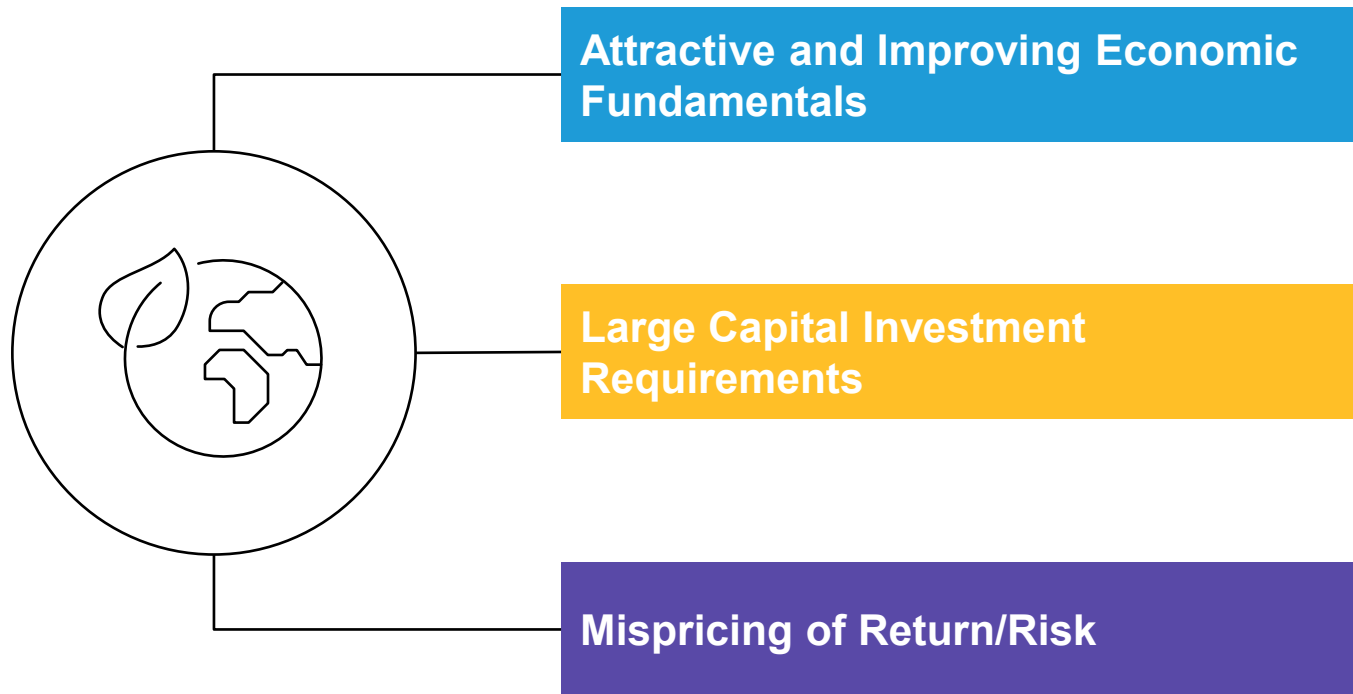 Attractive and Improving Economic
Fundamentals
Large Capital Investment
Requirements
Mispricing of Return/Risk